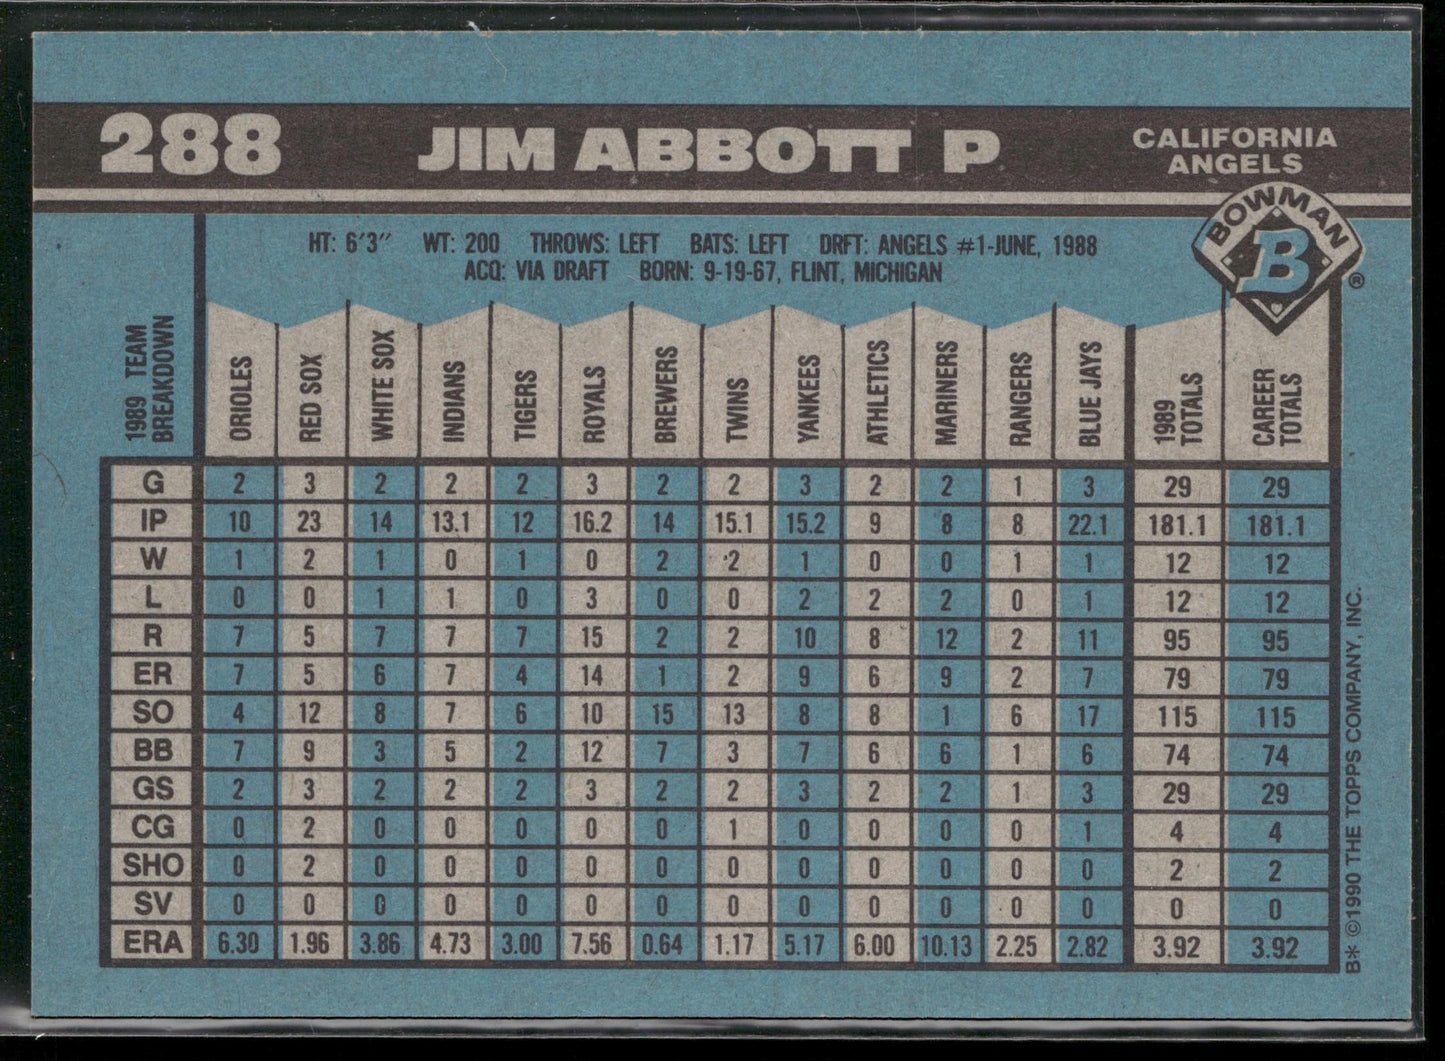 288 JIM ABBOTT P CALIFORNIA
ANGELS
BOWMAN
B
®
HT: 6'3" WT: 200 THROWS: LEFT BATS: LEFT DRFT: ANGELS #1-JUNE, 1988
ACQ: VIA DRAFT BORN: 9-19-67, FLINT, MICHIGAN
1989 TEAM BREAKDOWN ORIOLES RED SOX WHITE SOX INDIANS TIGERS ROYALS BREWERS TWINS YANKEES ATHLETICS MARINERS RANGERS BLUE JAYS 1989 TOTALS CAREER TOTALS
G 2 3 2 2 2 3 2 2 3 2 2 1 3 29 29
IP 10 23 14 13.1 12 16.2 14 15.1 15.2 9 8 8 22.1 181.1 181.1
W 1 2 1 0 1 0 2 2 1 0 0 1 1 12 12
L 0 0 1 1 0 3 0 0 2 2 2 0 1 12 12
R 7 5 7 7 7 15 2 2 10 8 12 2 11 95 95
ER 7 5 6 7 4 14 1 2 9 6 9 2 7 79 79
SO 4 12 8 7 6 10 15 13 8 8 1 6 17 115 115
BB 7 9 3 5 2 12 7 3 7 6 6 1 6 74 74
GS 2 3 2 2 2 3 2 2 3 2 2 1 3 29 29
CG 0 2 0 0 0 0 0 1 0 0 0 0 1 4 4
SHO 0 2 0 0 0 0 0 0 0 0 0 0 0 2 2
SV 0 0 0 0 0 0 0 0 0 0 0 0 0 0 0
ERA 6.30 1.96 3.86 4.73 3.00 7.56 0.64 1.17 5.17 6.00 10.13 2.25 2.82 3.92 3.92
B* ©1990 THE TOPPS COMPANY, INC.